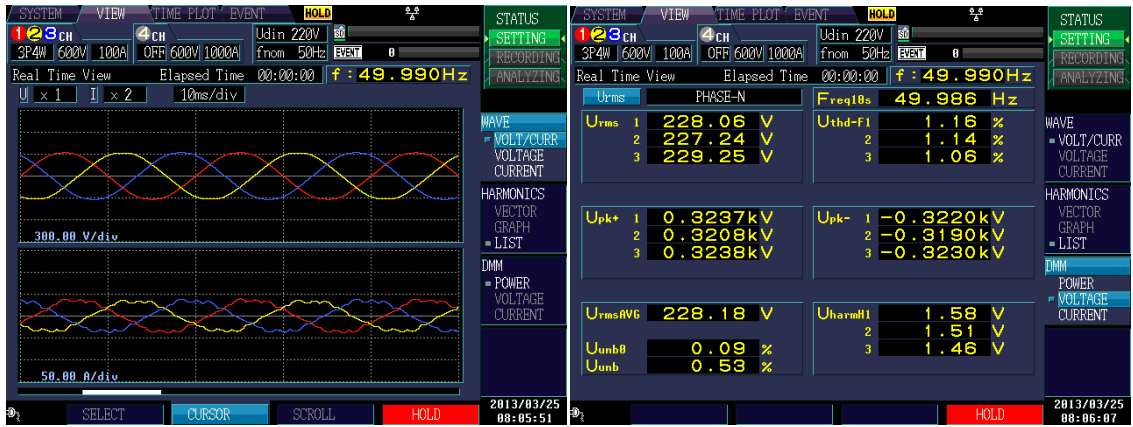 SYSTEM VIEW TIME PLOT EVENT HOLD
123CH 4CH Udin 220V SD
3P4W 600V 100A OFF 600V 1000A fnom 50Hz EVENT 0
Real Time View Elapsed Time 00:00:00 f:49.990Hz
U ×1 I ×2 10ms/div
300.00 V/div
50.00 A/div
STATUS
SETTING
RECORDING
ANALYZING
WAVE
VOLT/CURR
VOLTAGE
CURRENT
HARMONICS
VECTOR
GRAPH
LIST
DMM
POWER
VOLTAGE
CURRENT
SELECT CURSOR SCROLL HOLD
2013/03/25
08:05:51
SYSTEM VIEW TIME PLOT EVENT HOLD
123CH 4CH Udin 220V SD
3P4W 600V 100A OFF 600V 1000A fnom 50Hz EVENT 0
Real Time View Elapsed Time 00:00:00 f:49.990Hz
Urms PHASE-N Freq10s 49.986 Hz
Urms 1 228.06 V Uthd-F1 1.16 %
2 227.24 V 2 1.14 %
3 229.25 V 3 1.06 %
Upk+ 1 0.3237kV Upk- 1 -0.3220kV
2 0.3208kV 2 -0.3190kV
3 0.3238kV 3 -0.3230kV
UrmsAVG 228.18 V UharmH1 1.58 V
2 1.51 V
Uunb0 0.09 % 3 1.46 V
Uunb 0.53 %
STATUS
SETTING
RECORDING
ANALYZING
WAVE
VOLT/CURR
VOLTAGE
CURRENT
HARMONICS
VECTOR
GRAPH
LIST
DMM
POWER
VOLTAGE
CURRENT
HOLD
2013/03/25
08:06:07